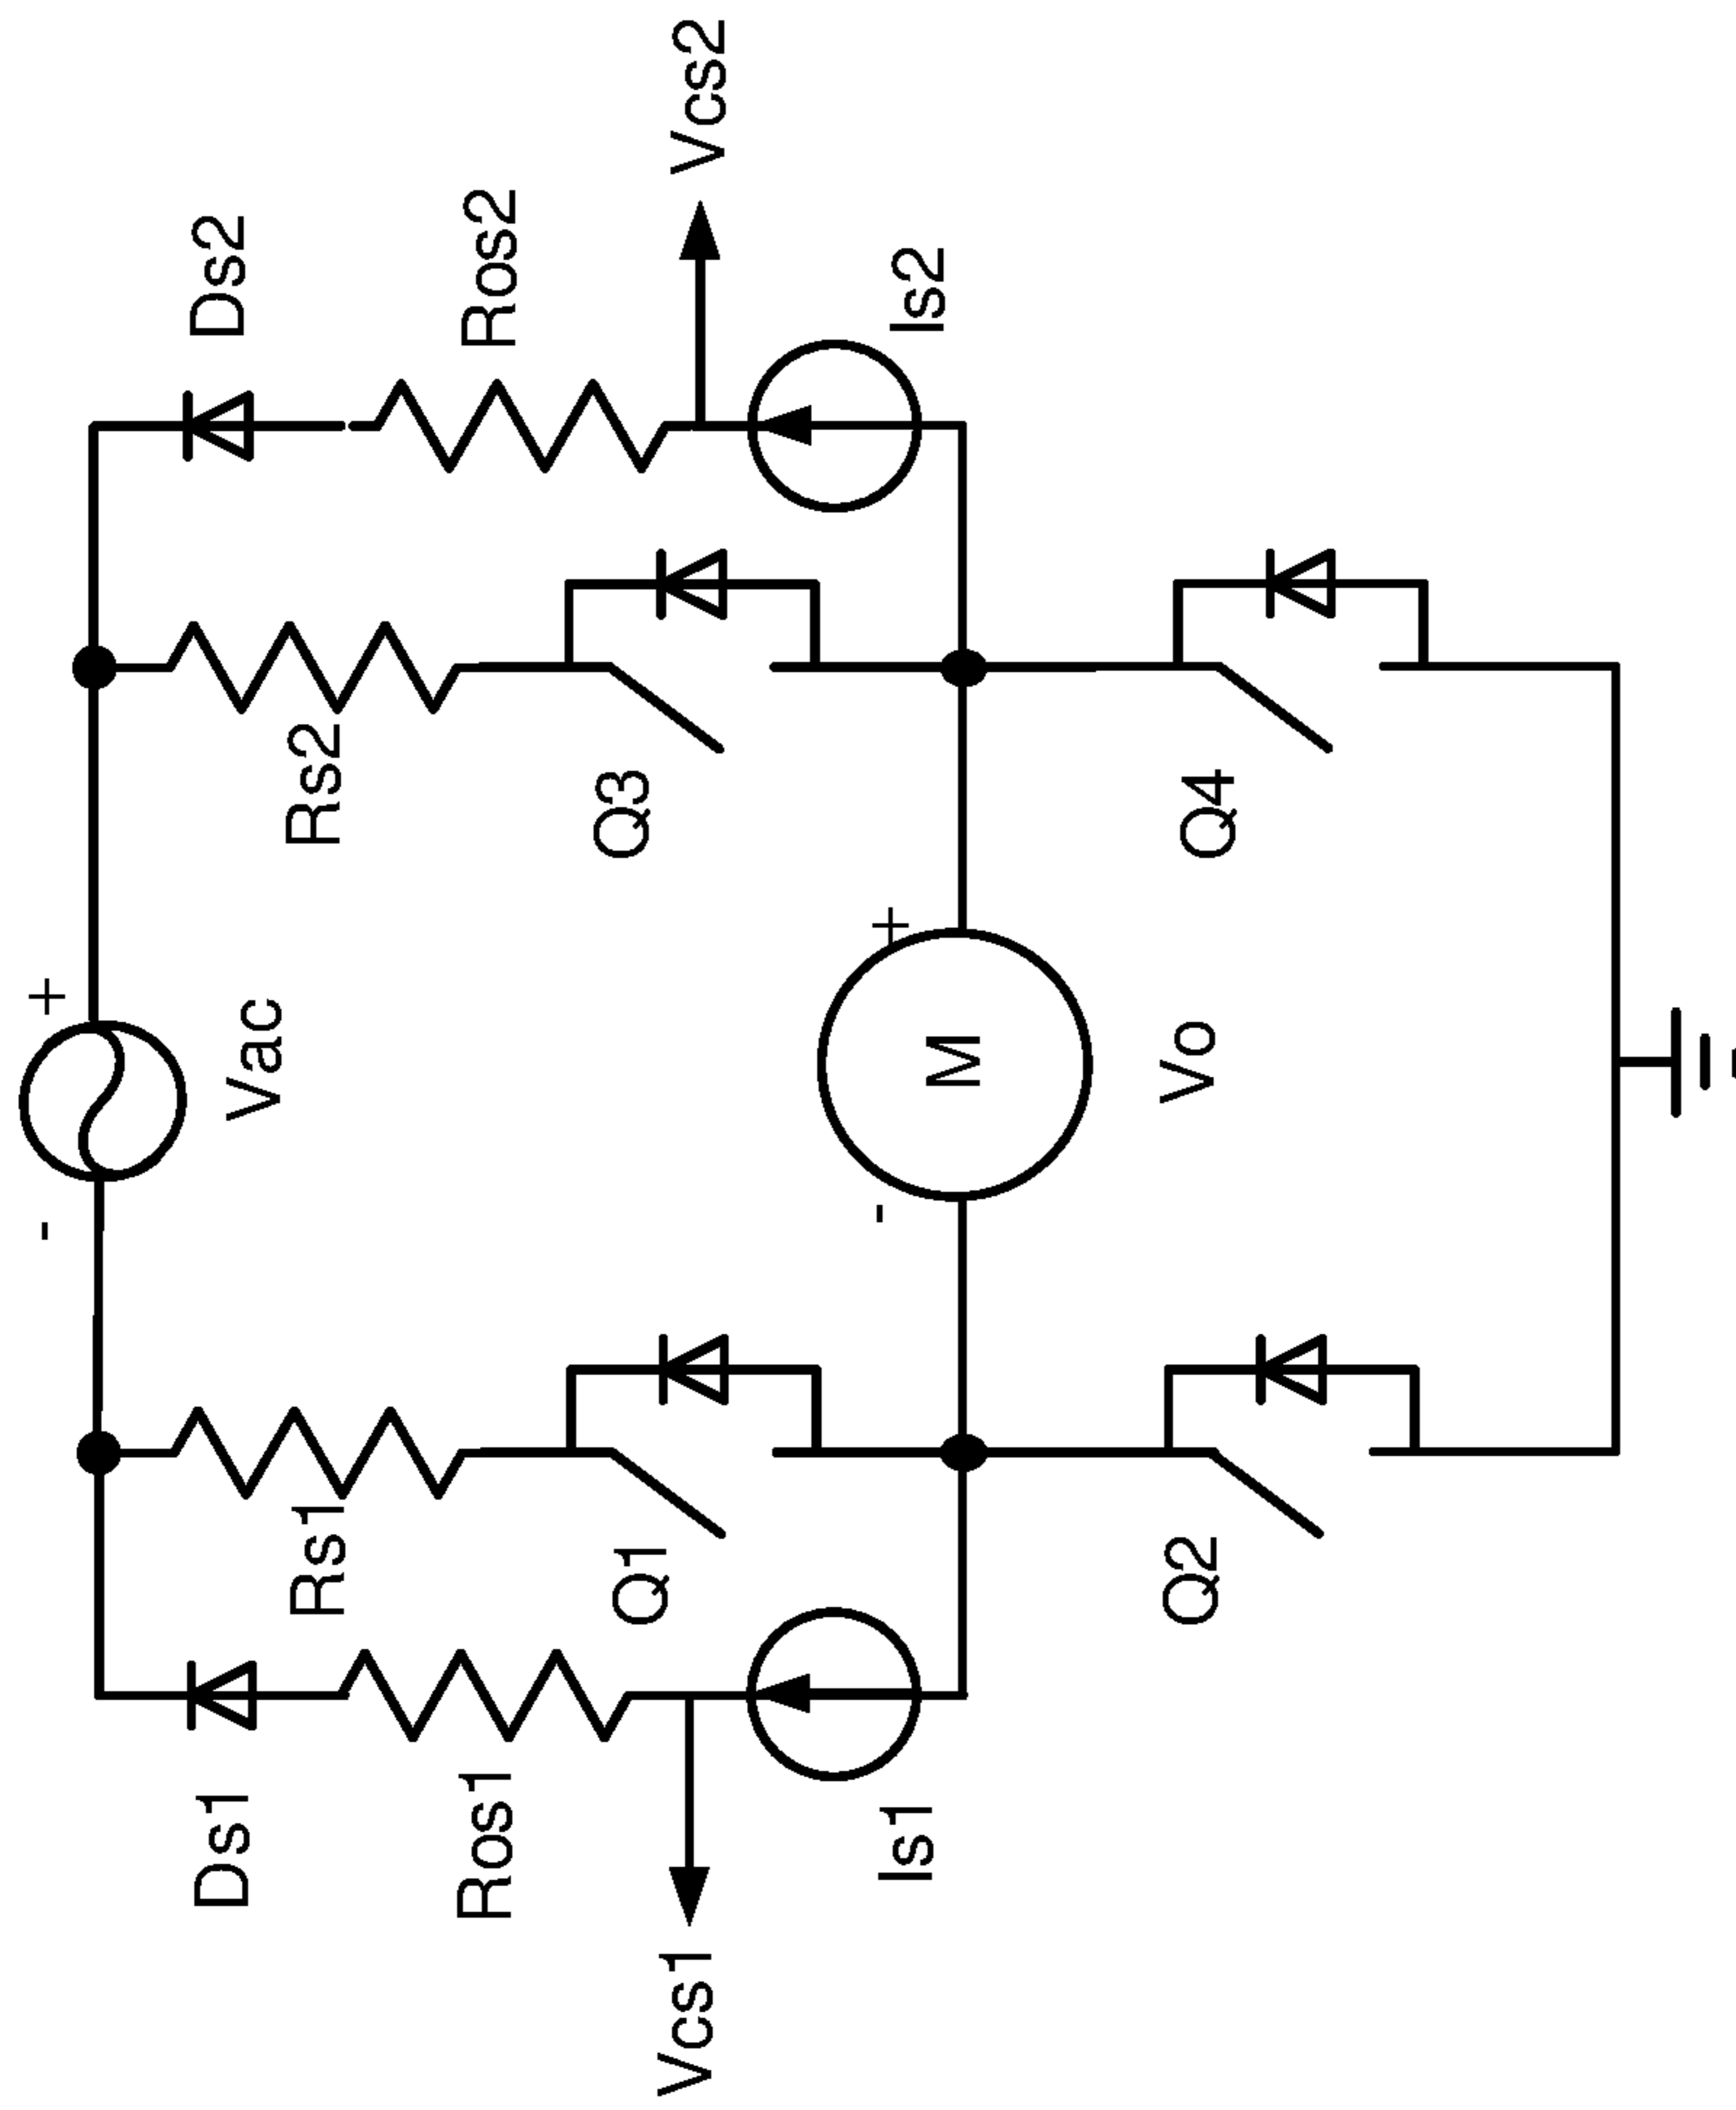 Vcs2
Ds2
Ros2
Is2
Rs2
Q3
Q4
+
Vac
-
+
M
Vo
-
Rs1
Q1
Q2
Ds1
Ros1
Is1
Vcs1